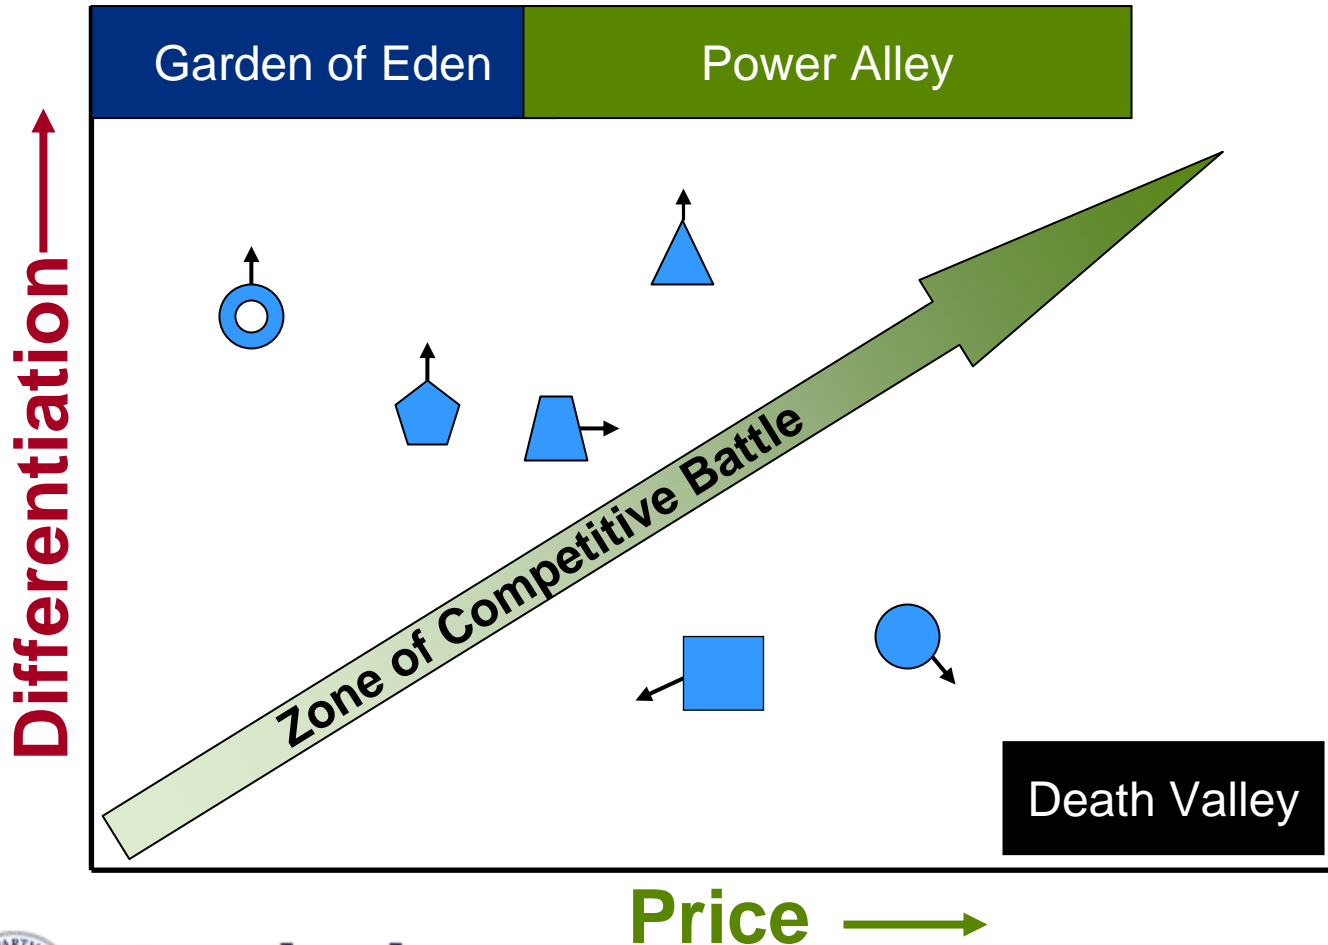 Garden of Eden
Power Alley
Differentiation
Zone of Competitive Battle
Death Valley
Price